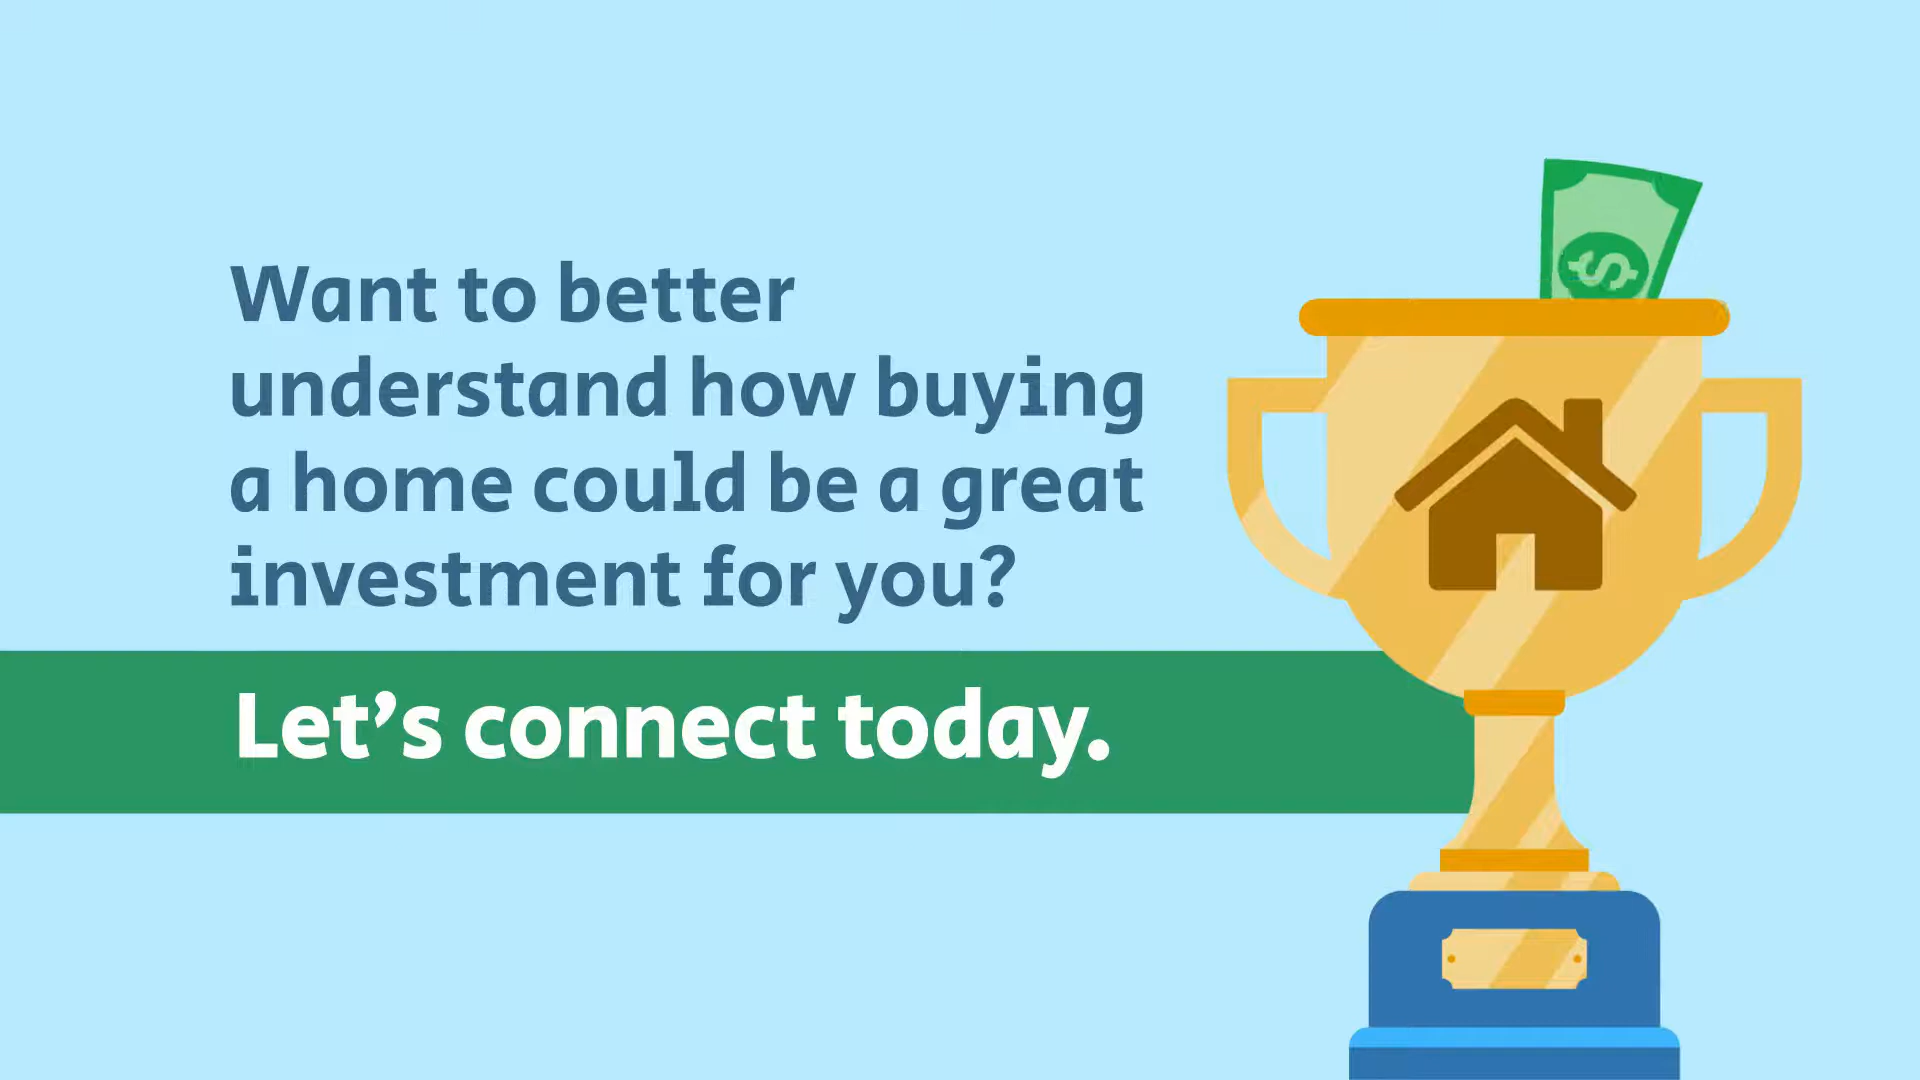 Want to better
understand how buying
a home could be a great
investment for you?
Let’s connect today.
$